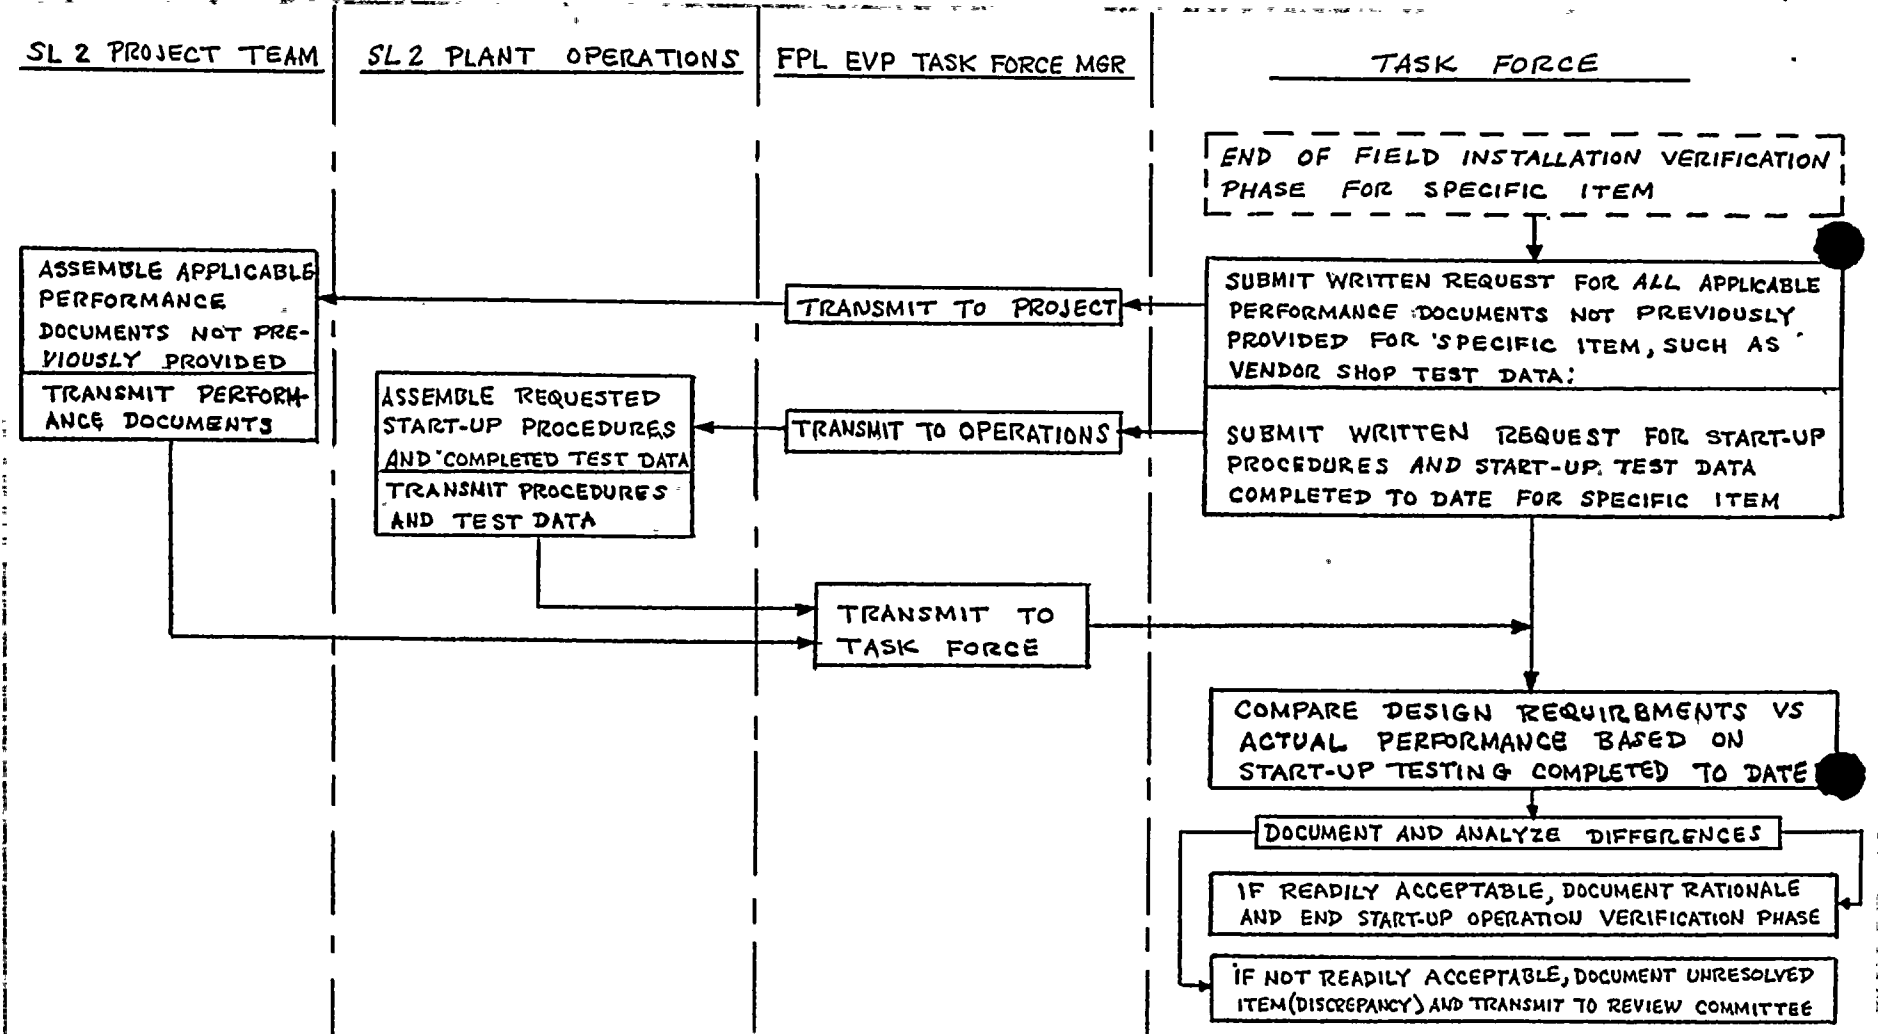 SL 2 PROJECT TEAM
SL 2 PLANT OPERATIONS
FPL EVP TASK FORCE MGR
TASK FORCE
END OF FIELD INSTALLATION VERIFICATION
PHASE FOR SPECIFIC ITEM
SUBMIT WRITTEN REQUEST FOR ALL APPLICABLE
PERFORMANCE DOCUMENTS NOT PREVIOUSLY
PROVIDED FOR SPECIFIC ITEM, SUCH AS
VENDOR SHOP TEST DATA.
SUBMIT WRITTEN REQUEST FOR START-UP
PROCEDURES AND START-UP TEST DATA
COMPLETED TO DATE FOR SPECIFIC ITEM
TRANSMIT TO PROJECT
TRANSMIT TO OPERATIONS
ASSEMBLE APPLICABLE
PERFORMANCE
DOCUMENTS NOT PRE-
VIOUSLY PROVIDED
TRANSMIT PERFORM-
ANCE DOCUMENTS
ASSEMBLE REQUESTED
START-UP PROCEDURES
AND COMPLETED TEST DATA
TRANSMIT PROCEDURES
AND TEST DATA
TRANSMIT TO
TASK FORCE
COMPARE DESIGN REQUIREMENTS VS
ACTUAL PERFORMANCE BASED ON
START-UP TESTING COMPLETED TO DATE
DOCUMENT AND ANALYZE DIFFERENCES
IF READILY ACCEPTABLE, DOCUMENT RATIONALE
AND END START-UP OPERATION VERIFICATION PHASE
IF NOT READILY ACCEPTABLE, DOCUMENT UNRESOLVED
ITEM (DISCREPANCY) AND TRANSMIT TO REVIEW COMMITTEE